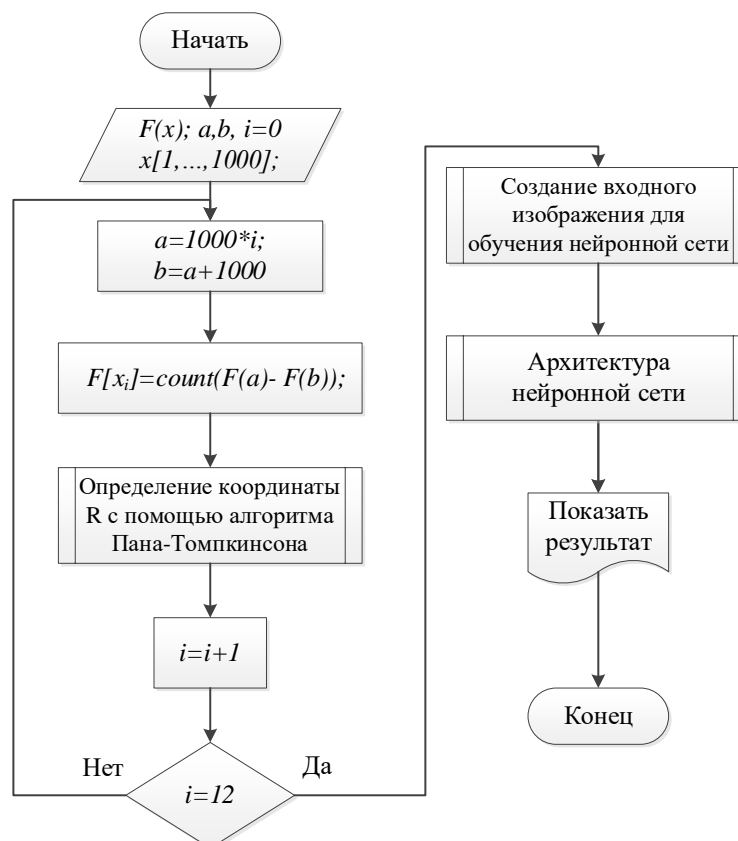 Начать
F(x); a,b, i=0
x[1,...,1000];
a=1000*i;
b=a+1000
F[xᵢ]=count(F(a)- F(b));
Определение координаты
R с помощью алгоритма
Пана-Томпкинсона
i=i+1
Нет
i=12
Да
Создание входного
изображения для
обучения нейронной сети
Архитектура
нейронной сети
Показать
результат
Конец